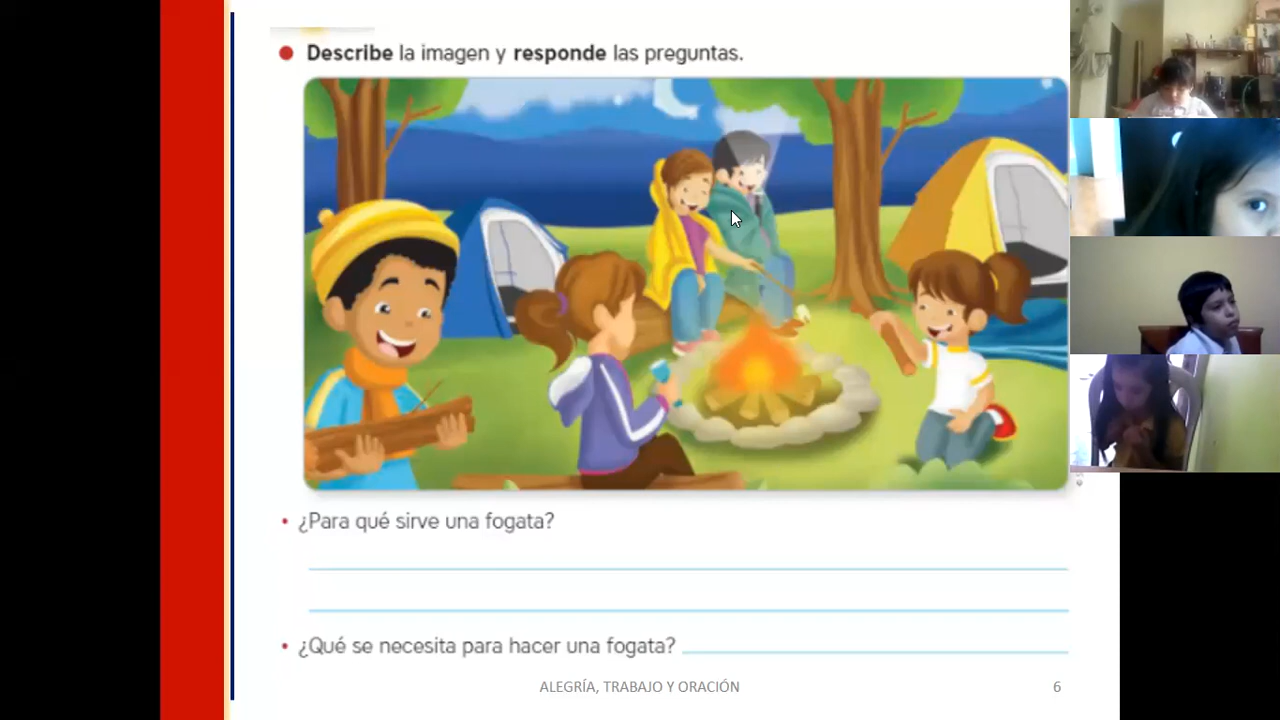 Describe la imagen y responde las preguntas.
• ¿Para qué sirve una fogata?
• ¿Qué se necesita para hacer una fogata?
ALEGRÍA, TRABAJO Y ORACIÓN 6